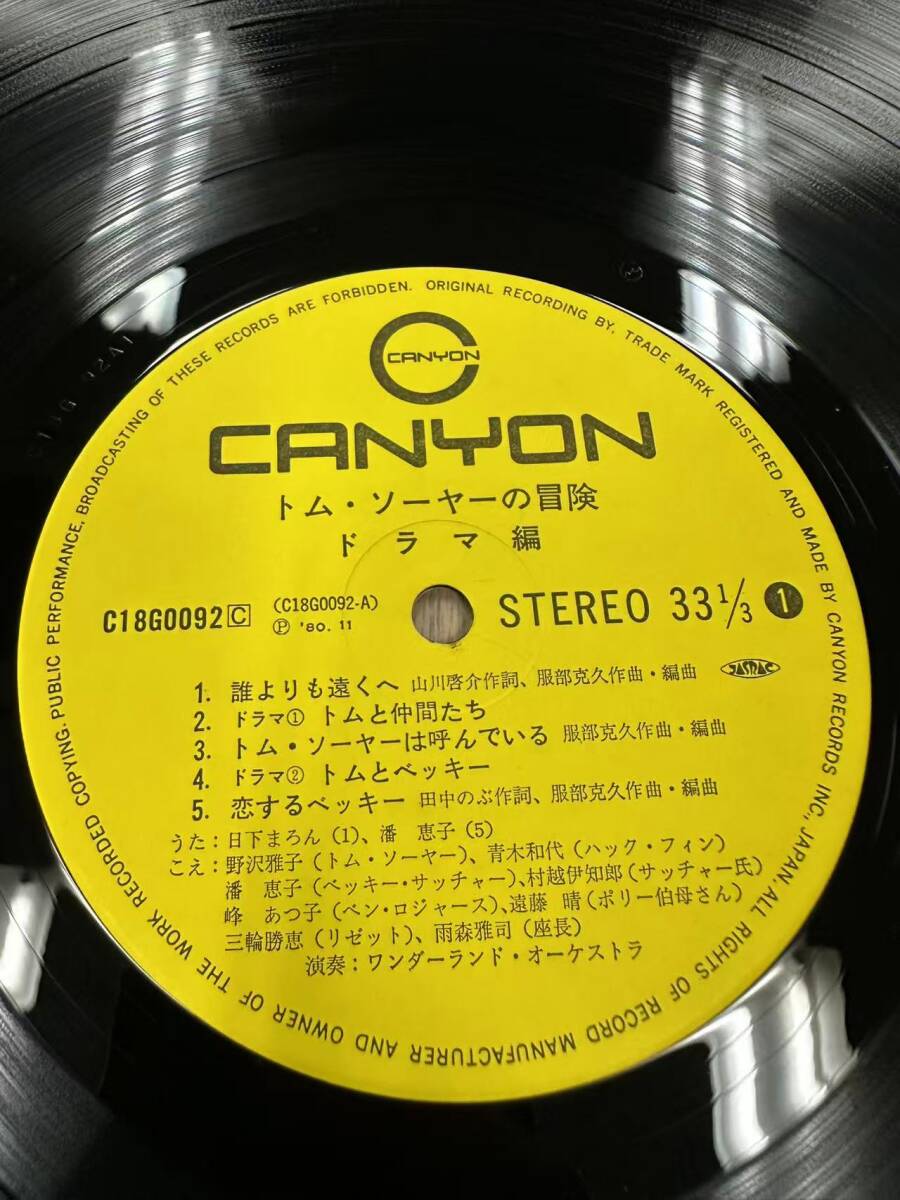 CANYON
CANYON
トム・ソーヤーの冒険
ドラマ編
C18G0092 C
(C18G0092-A)
Ⓟ '80. 11
STEREO 33 1/3 1
1. 誰よりも遠くへ 山川啓介作詞、服部克久作曲・編曲
JASRAC
2. ドラマ① トムと仲間たち
3. トム・ソーヤーは呼んでいる 服部克久作曲・編曲
4. ドラマ② トムとベッキー
5. 恋するベッキー 田中のぶ作詞、服部克久作曲・編曲
うた：日下まろん(1)、潘 恵子(5)
こえ：野沢雅子(トム・ソーヤー)、青木和代(ハック・フィン)
潘 恵子(ベッキー・サッチャー)、村越伊知郎(サッチャー氏)
峰 あつ子(ベン・ロジャース)、遠藤 晴(ポリー伯母さん)
三輪勝恵(リゼット)、雨森雅司(座長)
演奏：ワンダーランド・オーケストラ
ORIGINAL RECORDING BY, TRADE MARK REGISTERED AND MADE BY CANYON RECORDS INC., JAPAN. ALL RIGHTS OF RECORD MANUFACTURER AND OWNER OF THE WORK RECORDED COPYING. PUBLIC PERFORMANCE, BROADCASTING OF THESE RECORDS ARE FORBIDDEN.